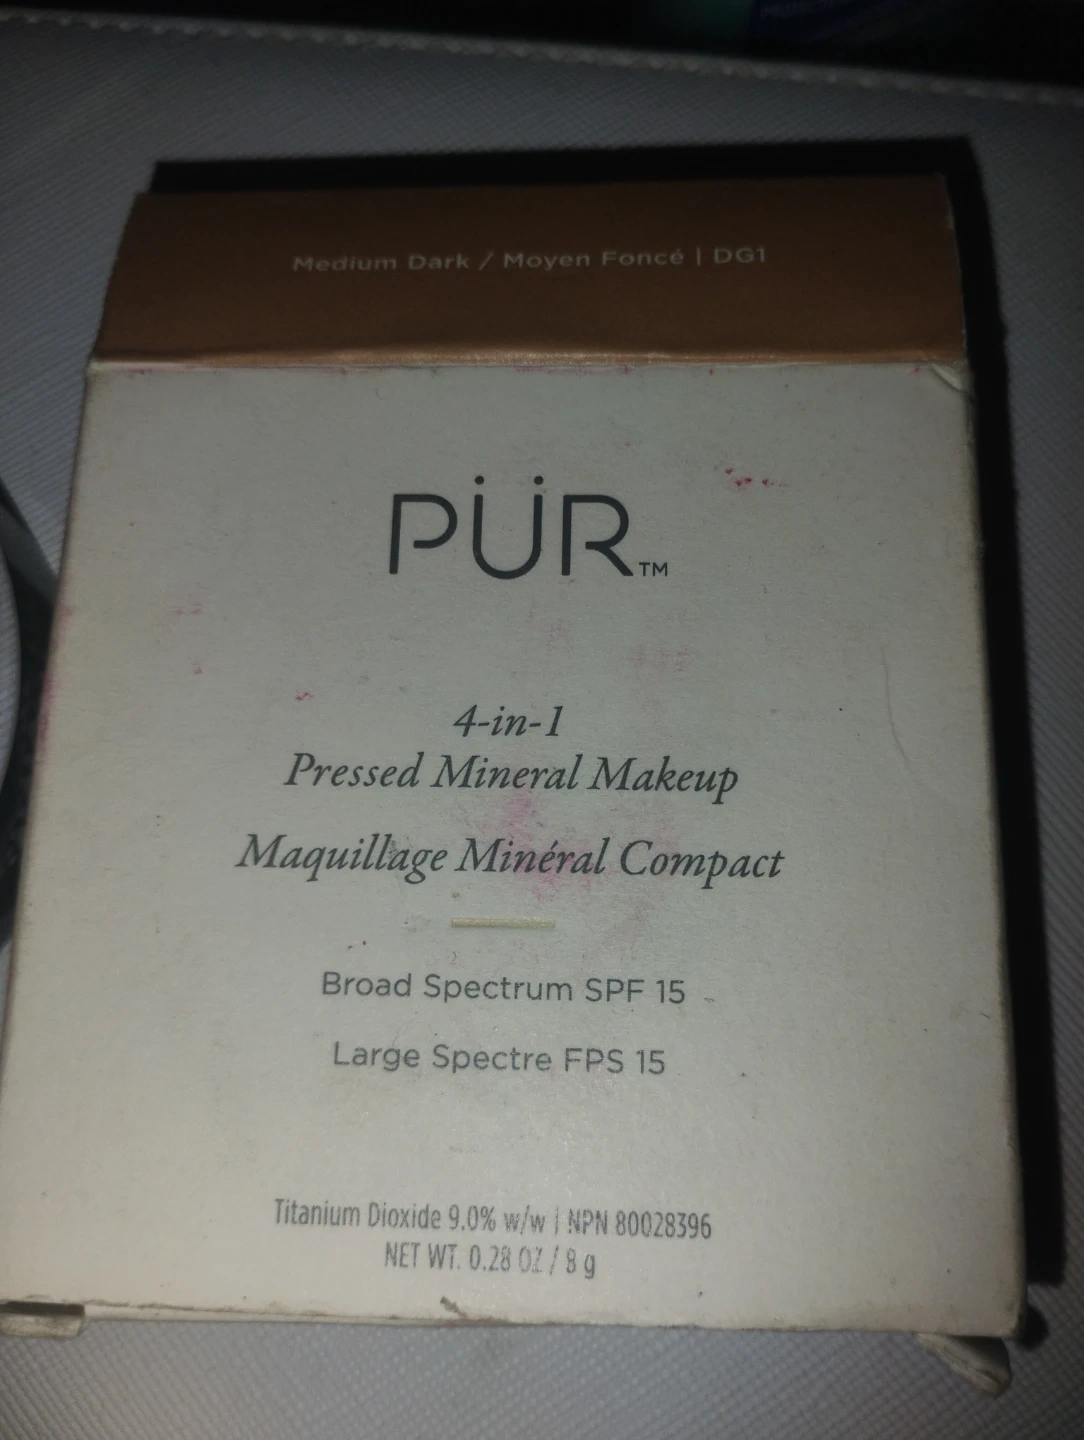 Medium Dark / Moyen Foncé | DG1
PÜR™
4-in-1
Pressed Mineral Makeup
Maquillage Minéral Compact
Broad Spectrum SPF 15
Large Spectre FPS 15
Titanium Dioxide 9.0% w/w | NPN 80028396
NET WT. 0.28 OZ / 8 g